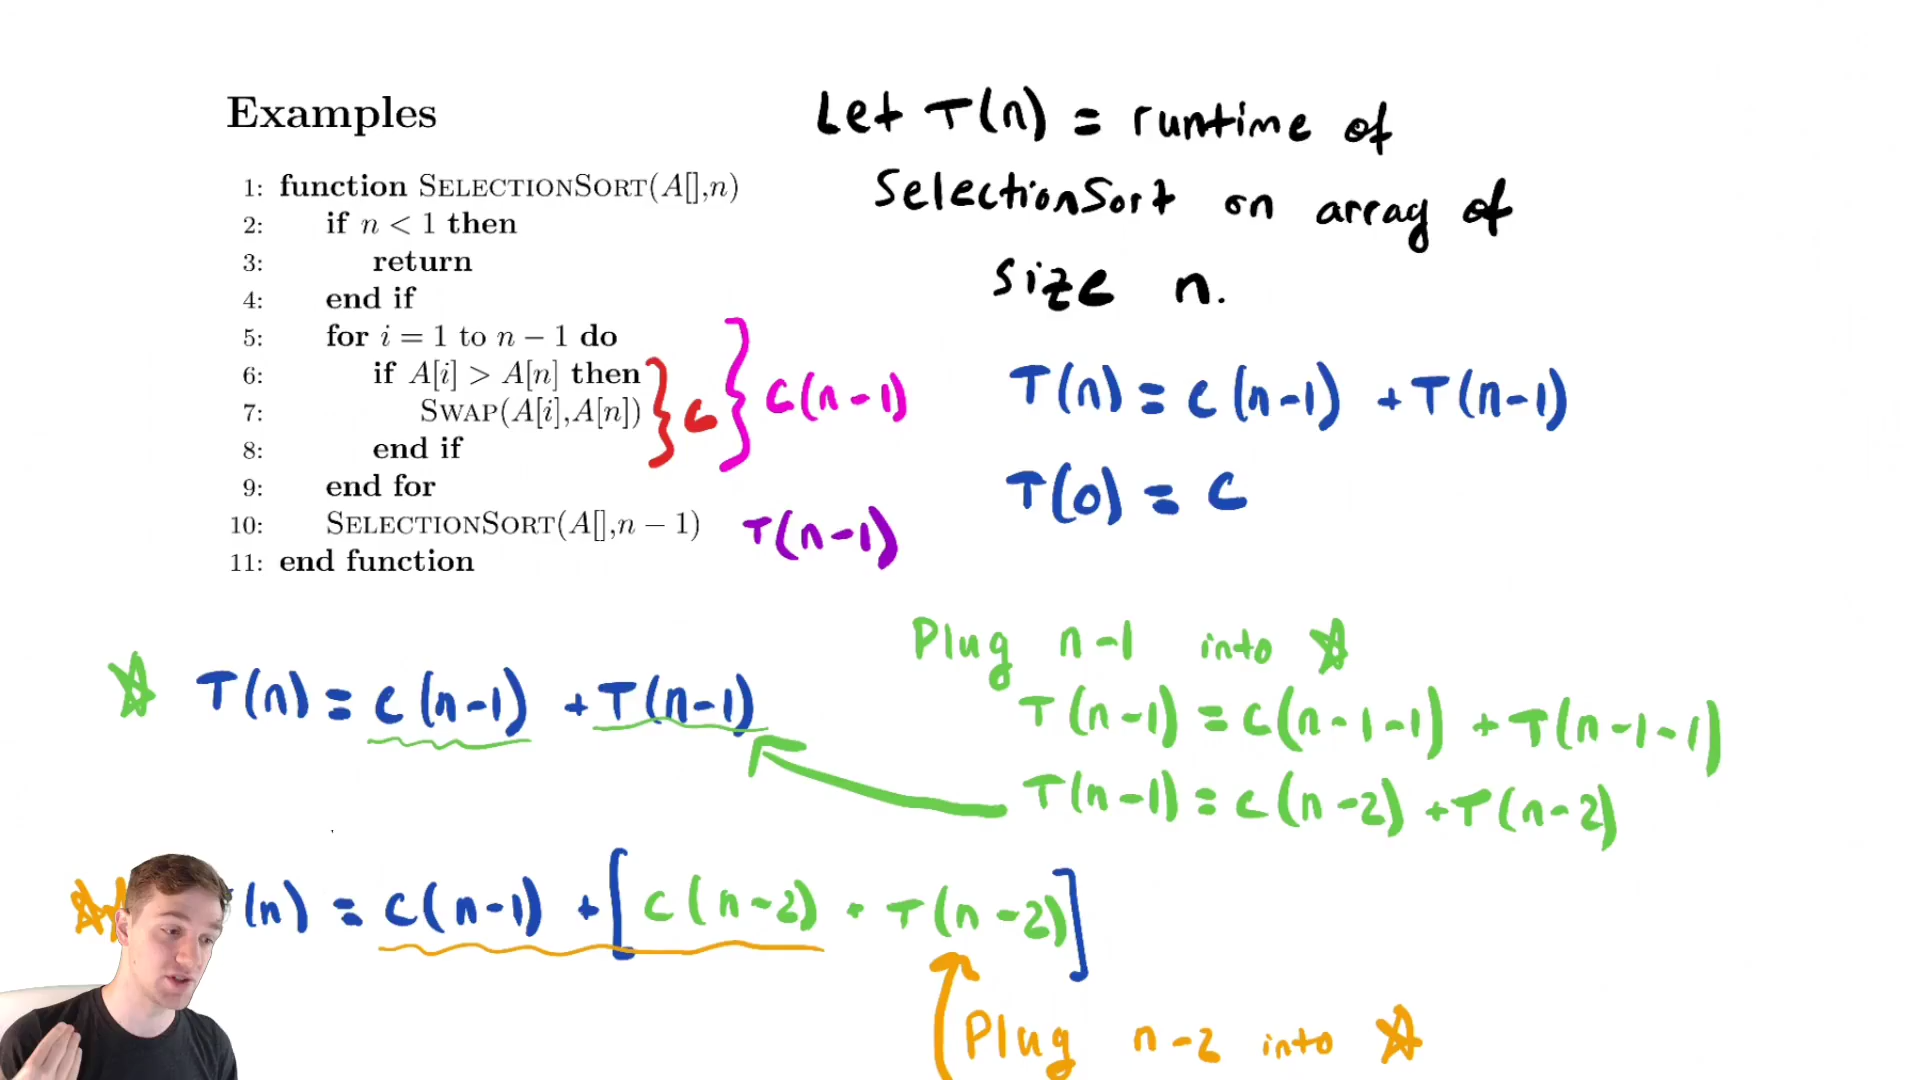 Examples
1: function SELECTIONSORT(A[],n)
2: if n < 1 then
3: return
4: end if
5: for i = 1 to n − 1 do
6: if A[i] > A[n] then
7: SWAP(A[i],A[n])
8: end if
9: end for
10: SELECTIONSORT(A[],n − 1)
11: end function
c
c(n-1)
T(n-1)
Let T(n) = runtime of
SelectionSort on array of
size n.
T(n) = c(n-1) + T(n-1)
T(0) = c
☆ T(n) = c(n-1) + T(n-1)
Plug n-1 into ☆
T(n-1) = c(n-1-1) + T(n-1-1)
T(n-1) = c(n-2) + T(n-2)
(n) = c(n-1) + [c(n-2) + T(n-2)]
Plug n-2 into ☆